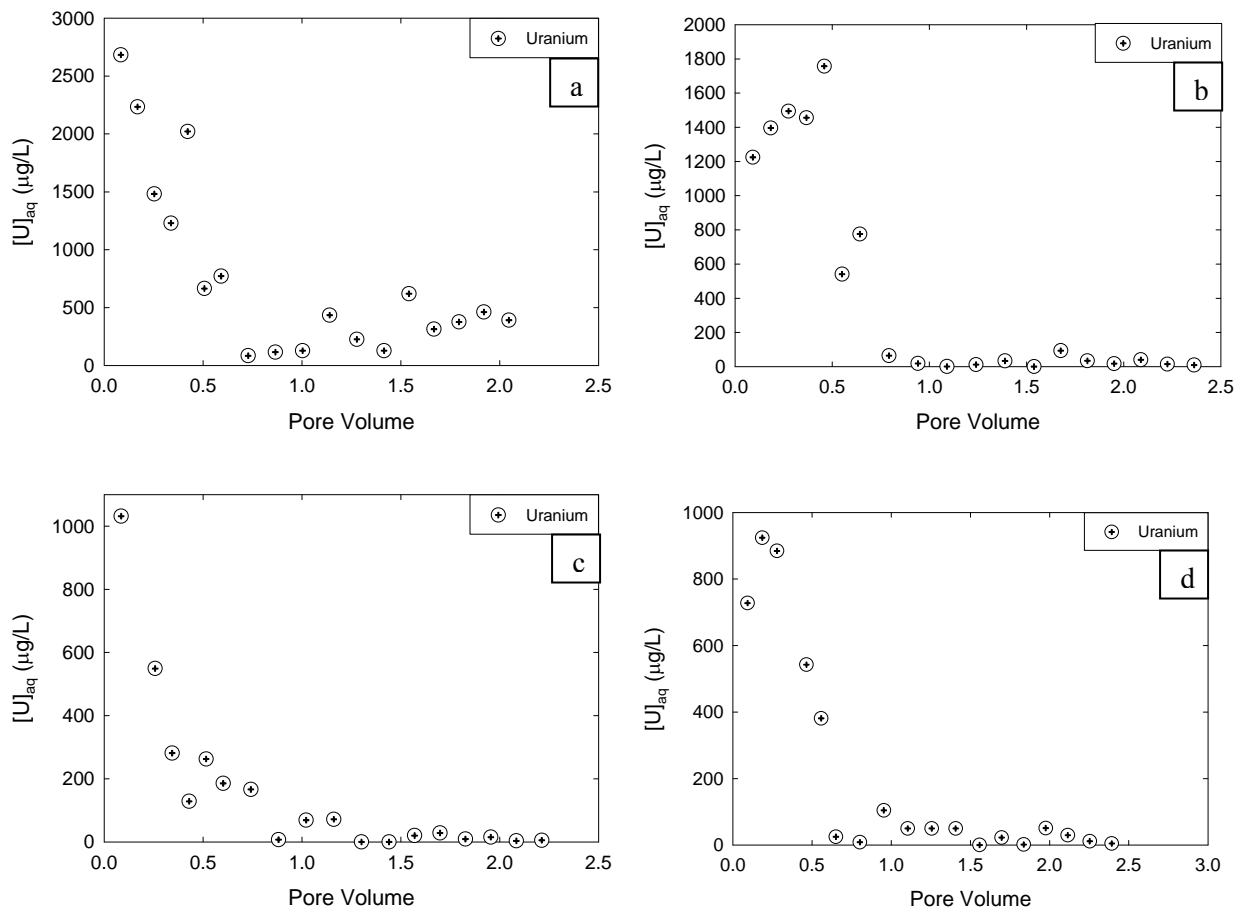 3000
2500
2000
1500
1000
500
0
[U]aq (μg/L)
0.0 0.5 1.0 1.5 2.0 2.5
Pore Volume
Uranium
a
2000
1800
1600
1400
1200
1000
800
600
400
200
0
[U]aq (μg/L)
0.0 0.5 1.0 1.5 2.0 2.5
Pore Volume
Uranium
b
1000
800
600
400
200
0
[U]aq (μg/L)
0.0 0.5 1.0 1.5 2.0 2.5
Pore Volume
Uranium
c
1000
800
600
400
200
0
[U]aq (μg/L)
0.0 0.5 1.0 1.5 2.0 2.5 3.0
Pore Volume
Uranium
d